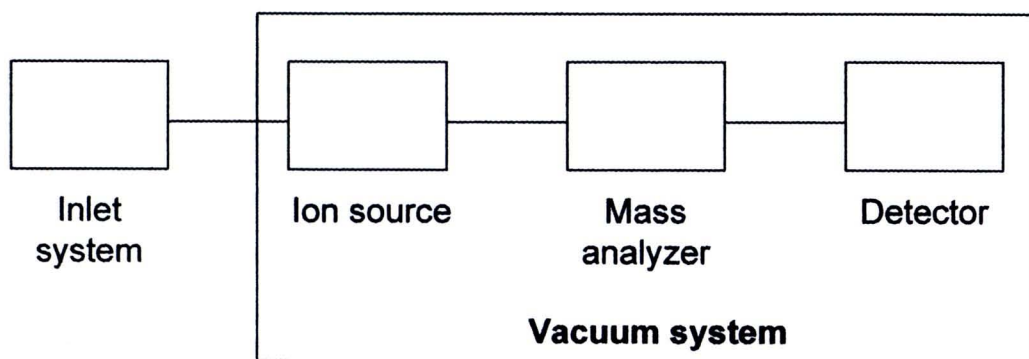 Inlet
system
Ion source
Mass
analyzer
Detector
Vacuum system